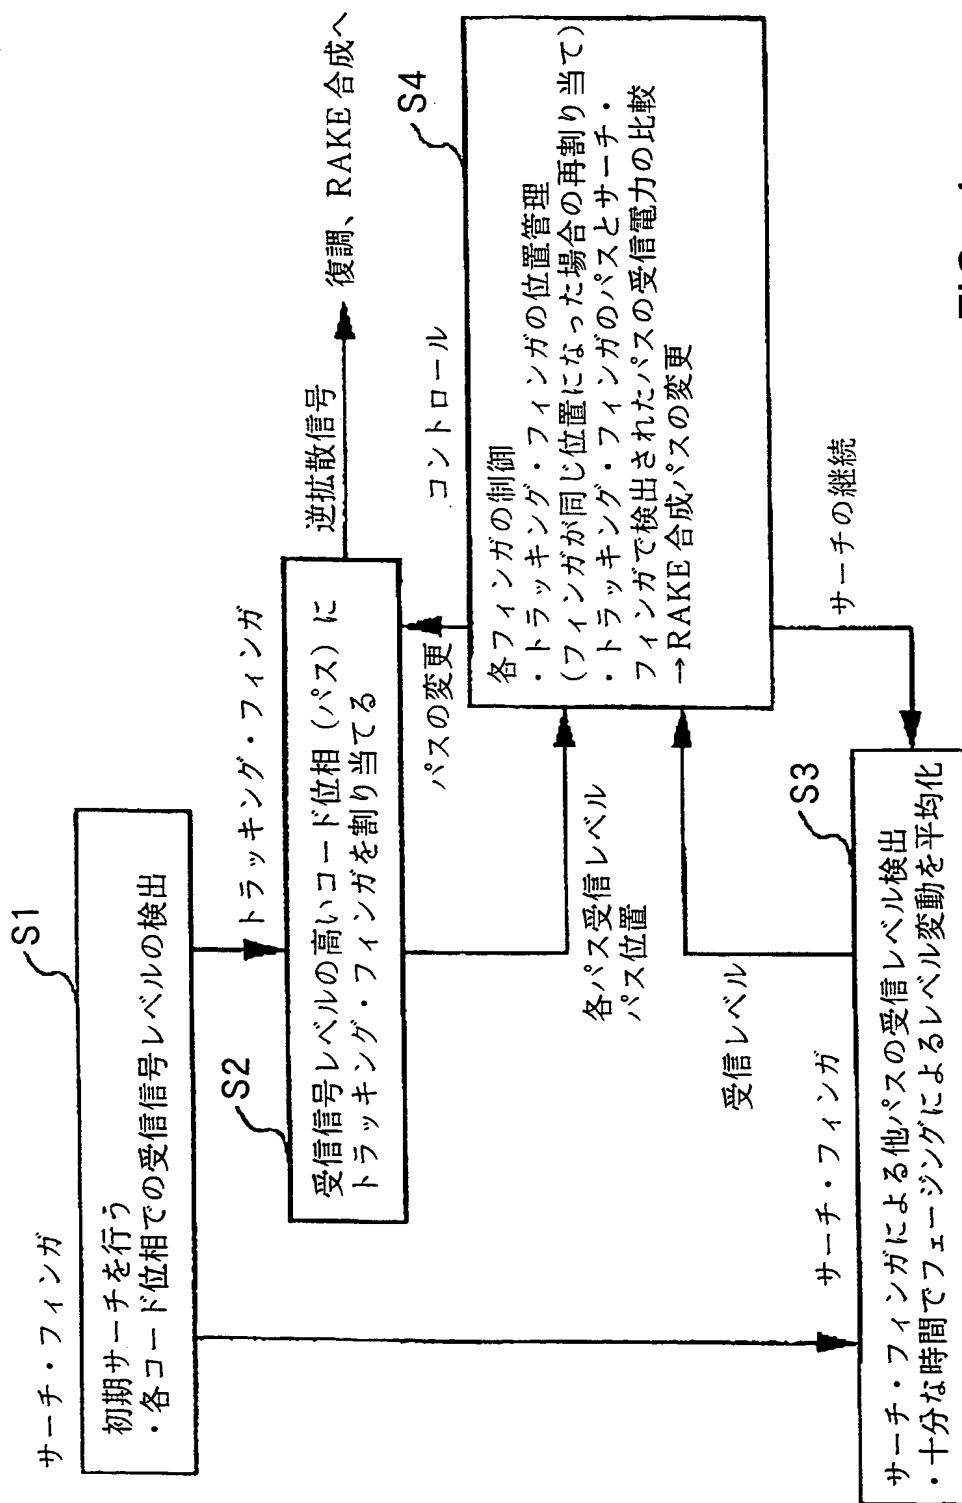 サーチ・フィンガ
S1
初期サーチを行う
・各コード位相での受信信号レベルの検出
トラッキング・フィンガ
S2
受信信号レベルの高いコード位相(パス)に
トラッキング・フィンガを割り当てる
逆拡散信号
復調、RAKE合成へ
パスの変更
コントロール
S4
各フィンガの制御
・トラッキング・フィンガの位置管理
(フィンガが同じ位置になった場合の再割り当て)
・トラッキング・フィンガのパスとサーチ・
フィンガで検出されたパスの受信電力の比較
→RAKE合成パスの変更
各パス受信レベル
パス位置
受信レベル
サーチの継続
サーチ・フィンガ
S3
サーチ・フィンガによる他パスの受信レベル検出
・十分な時間でフェージングによるレベル変動を平均化